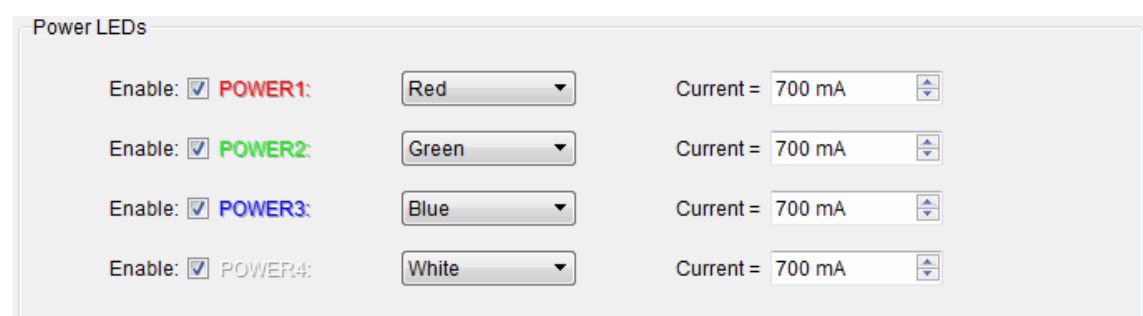 Power LEDs
Enable: POWER1: Red Current = 700 mA
Enable: POWER2: Green Current = 700 mA
Enable: POWER3: Blue Current = 700 mA
Enable: POWER4: White Current = 700 mA